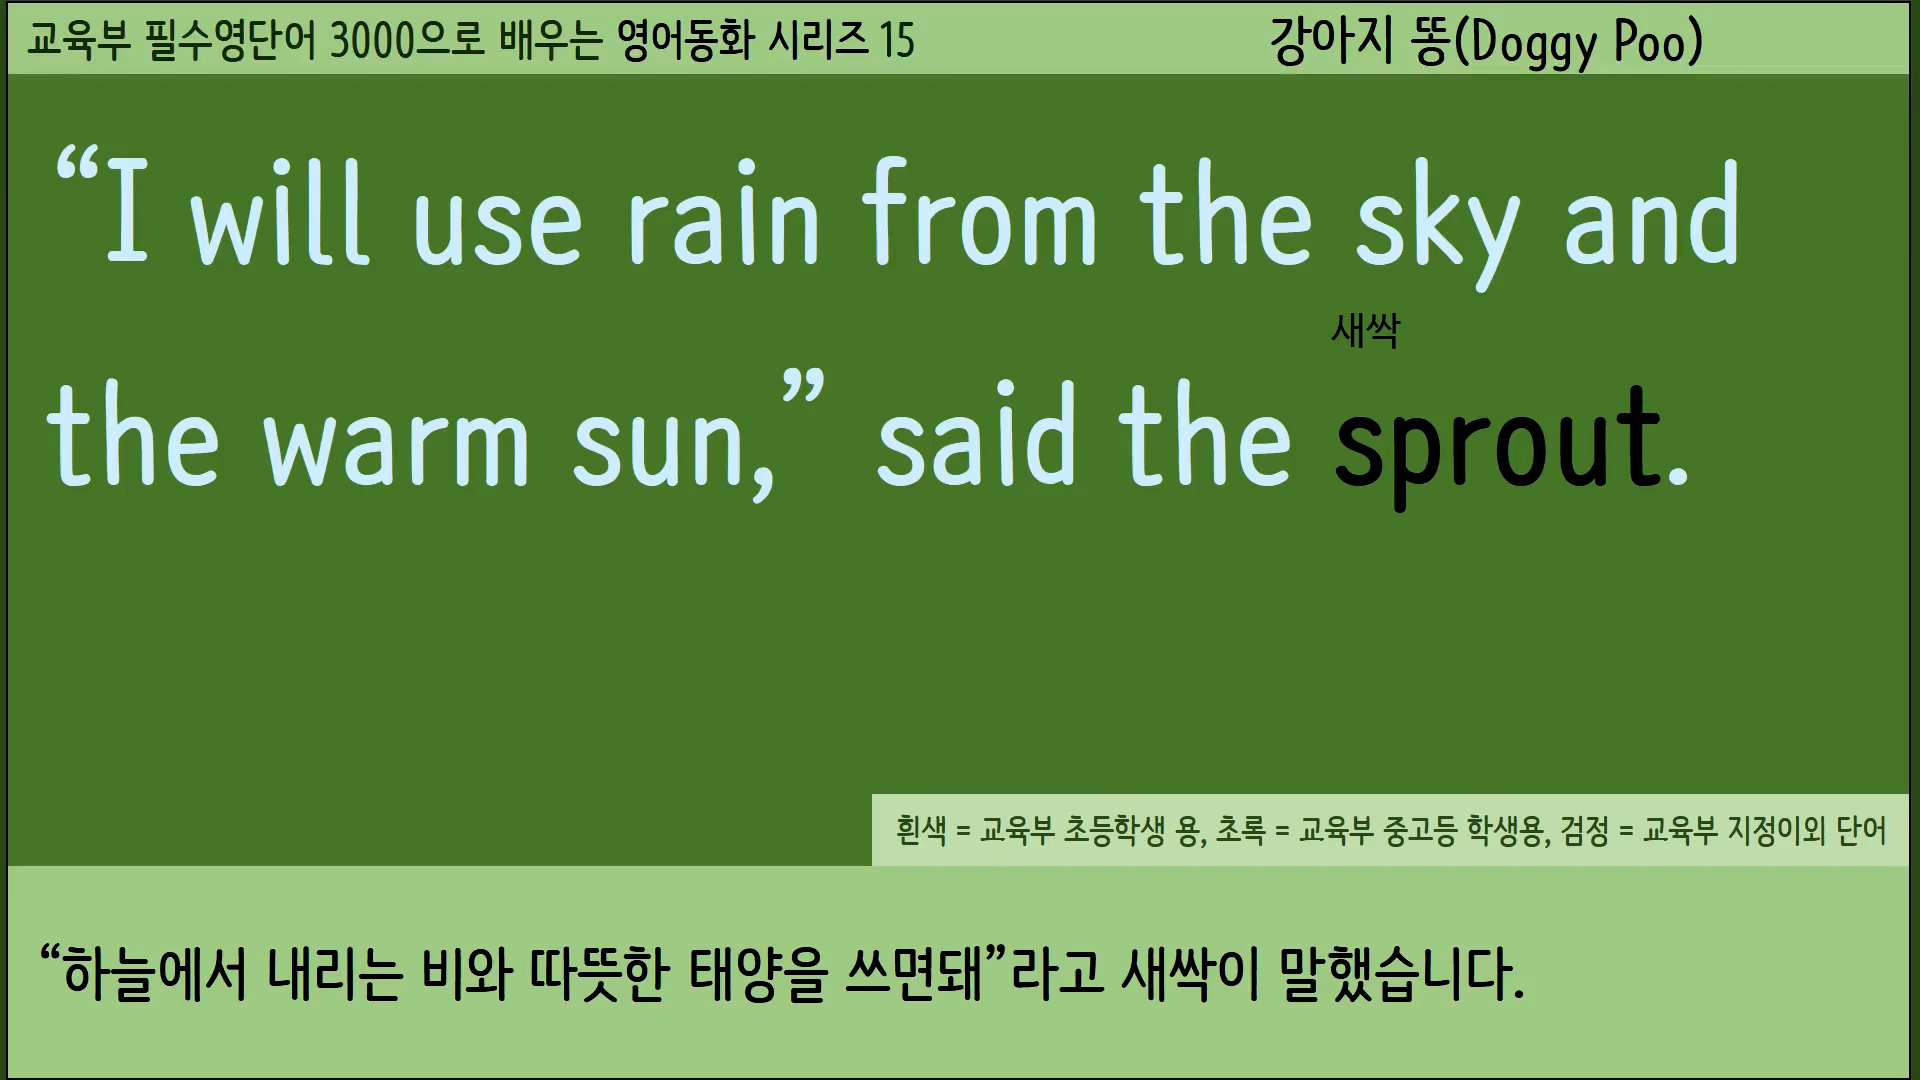 교육부 필수영단어 3000으로 배우는 영어동화 시리즈 15
강아지 똥(Doggy Poo)
“I will use rain from the sky and
새싹
the warm sun,” said the sprout.
흰색 = 교육부 초등학생 용, 초록 = 교육부 중고등 학생용, 검정 = 교육부 지정이외 단어
“하늘에서 내리는 비와 따뜻한 태양을 쓰면돼”라고 새싹이 말했습니다.